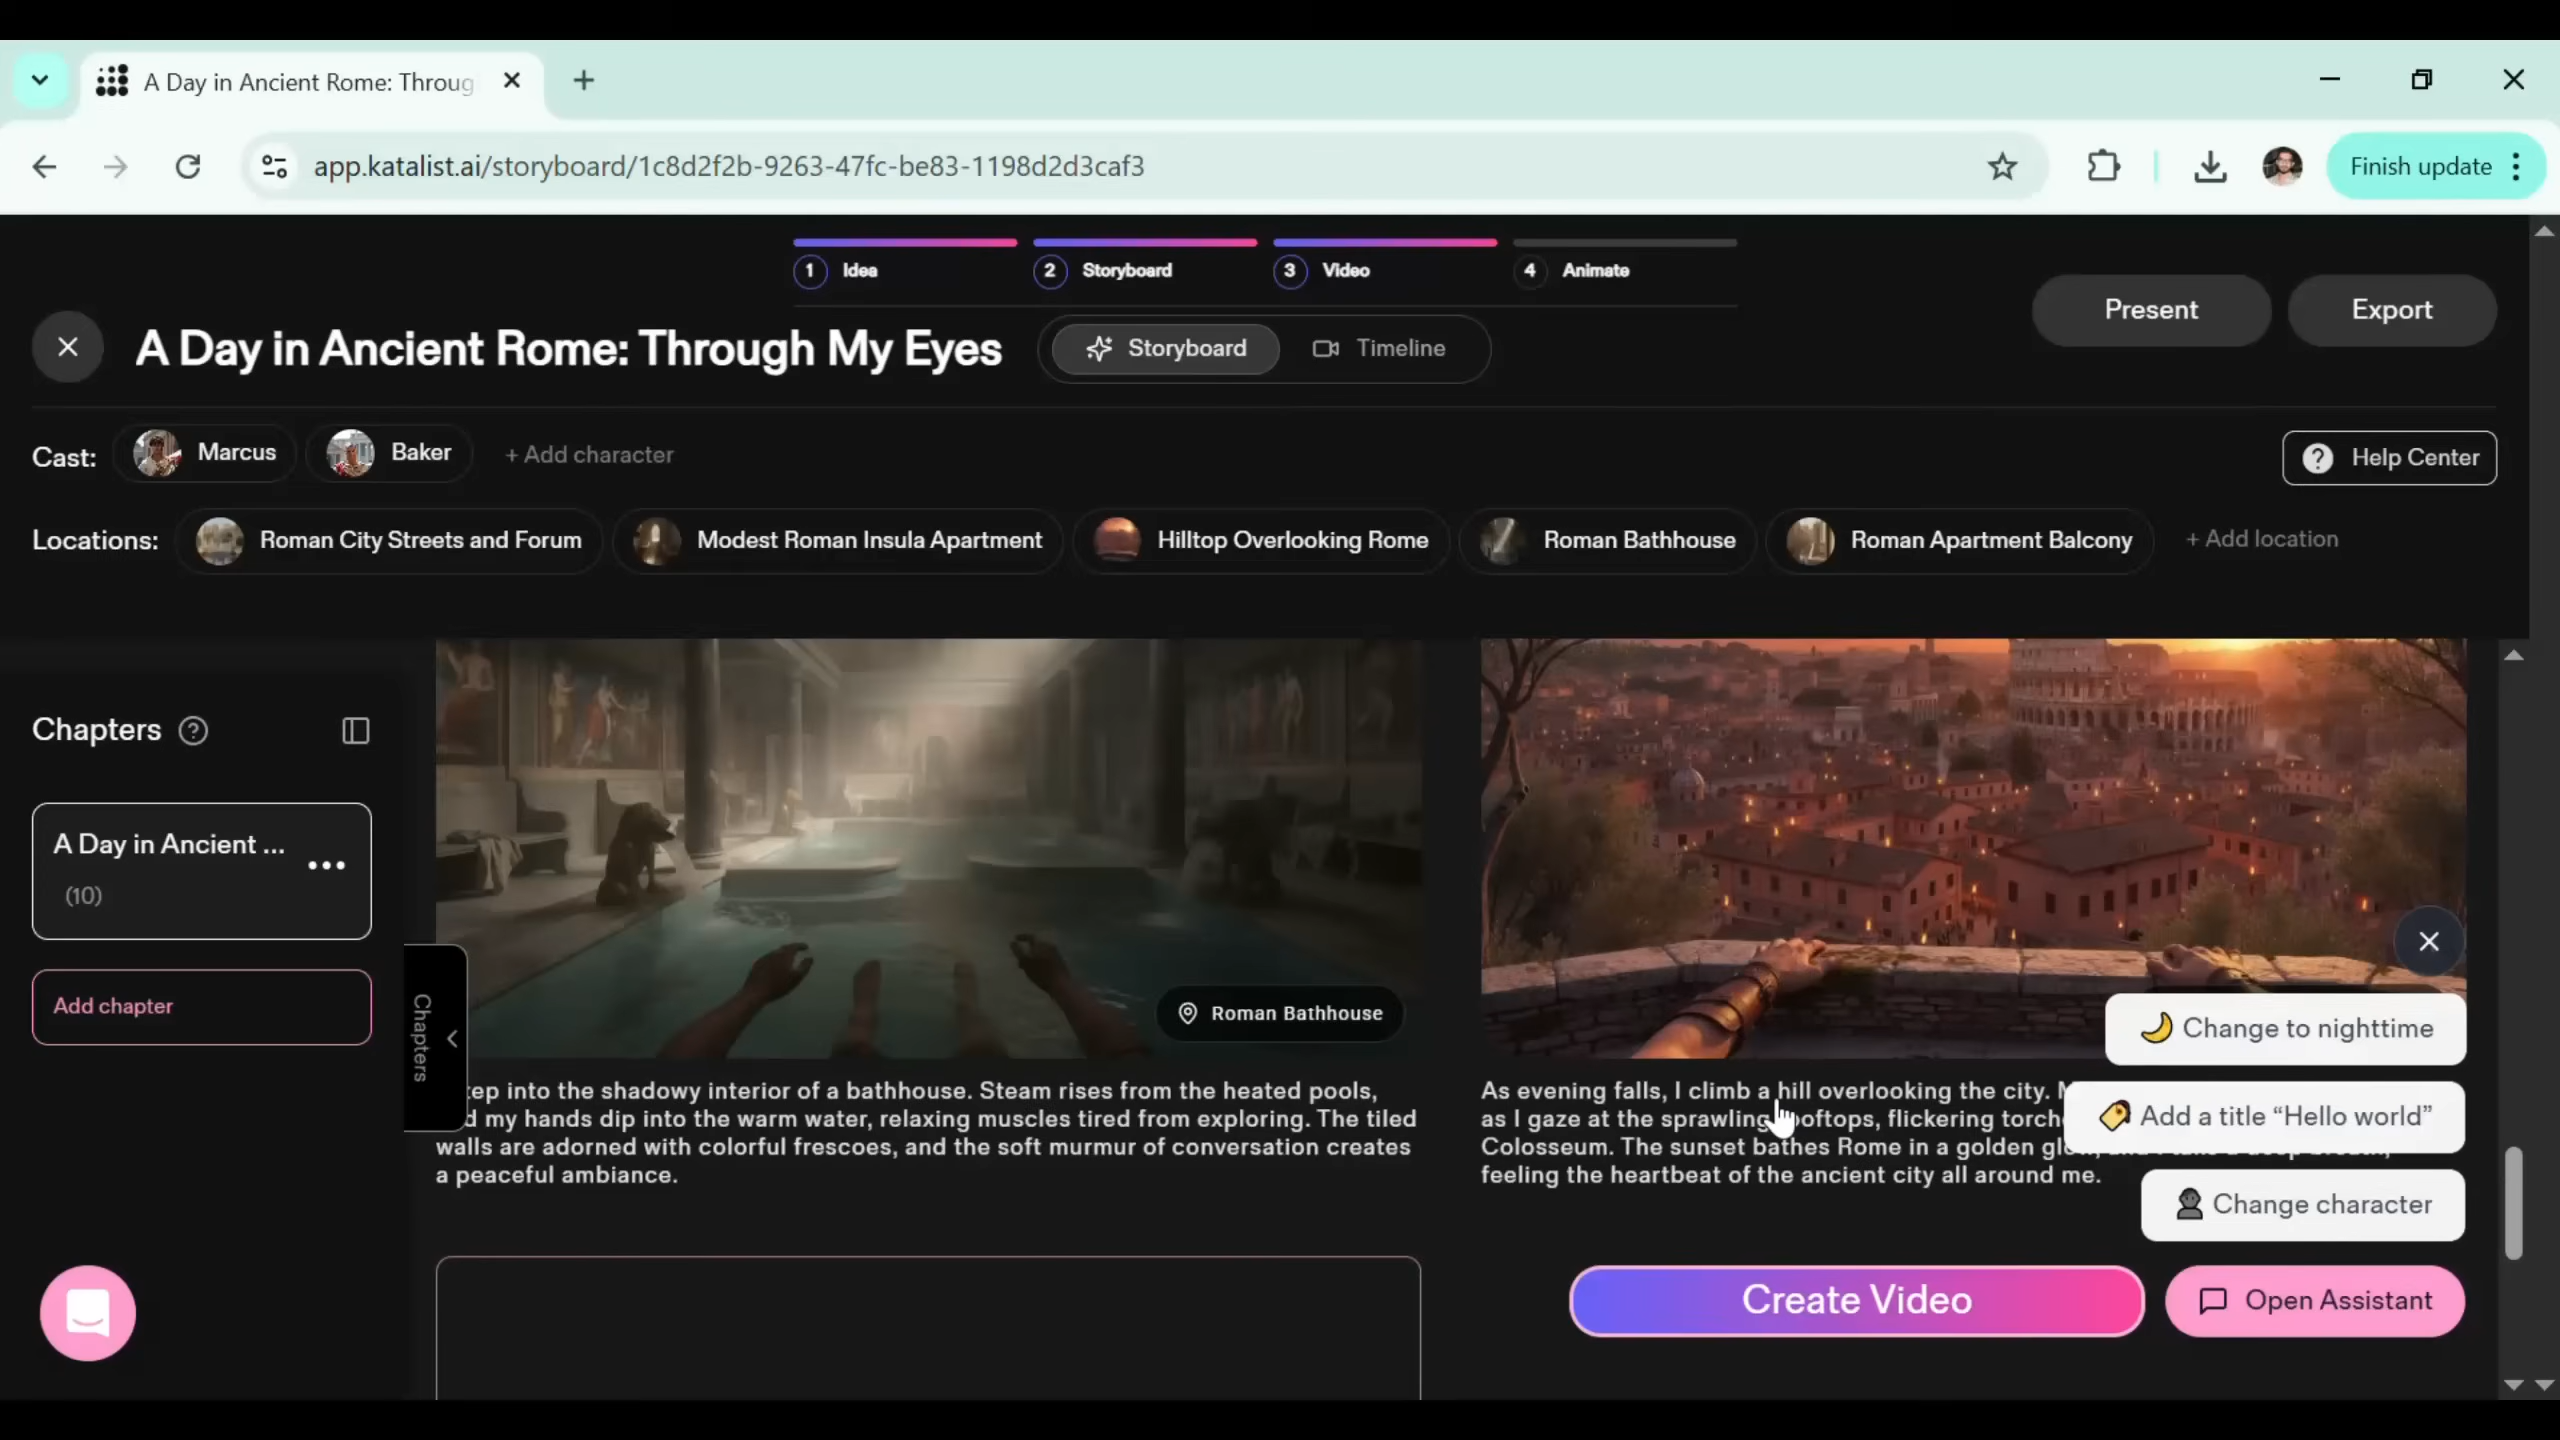 A Day in Ancient Rome: Throug
app.katalist.ai/storyboard/1c8d2f2b-9263-47fc-be83-1198d2d3caf3
Finish update
1 Idea
2 Storyboard
3 Video
4 Animate
Present
Export
A Day in Ancient Rome: Through My Eyes
Storyboard
Timeline
Cast:
Marcus
Baker
+ Add character
Help Center
Locations:
Roman City Streets and Forum
Modest Roman Insula Apartment
Hilltop Overlooking Rome
Roman Bathhouse
Roman Apartment Balcony
+ Add location
Chapters
A Day in Ancient ...
(10)
Add chapter
Chapters
Roman Bathhouse
tep into the shadowy interior of a bathhouse. Steam rises from the heated pools,
d my hands dip into the warm water, relaxing muscles tired from exploring. The tiled
walls are adorned with colorful frescoes, and the soft murmur of conversation creates
a peaceful ambiance.
As evening falls, I climb a hill overlooking the city.
as I gaze at the sprawling ooftops, flickering torch
Colosseum. The sunset bathes Rome in a golden
feeling the heartbeat of the ancient city all around me.
Change to nighttime
Add a title “Hello world”
Change character
Create Video
Open Assistant